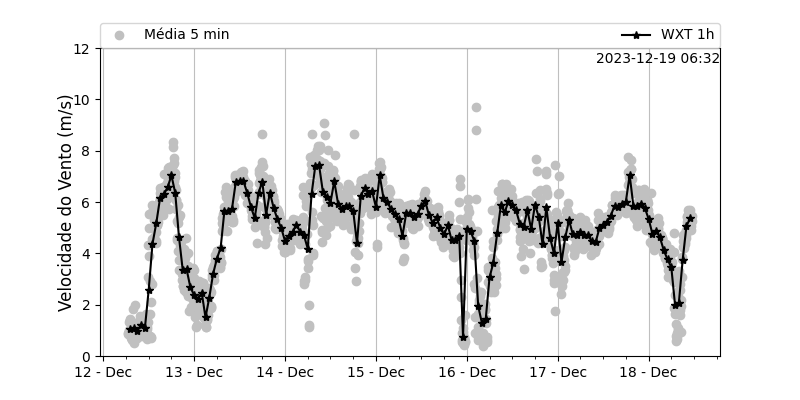 Média 5 min
WXT 1h
2023-12-19 06:32
Velocidade do Vento (m/s)
12
10
8
6
4
2
0
12 - Dec
13 - Dec
14 - Dec
15 - Dec
16 - Dec
17 - Dec
18 - Dec